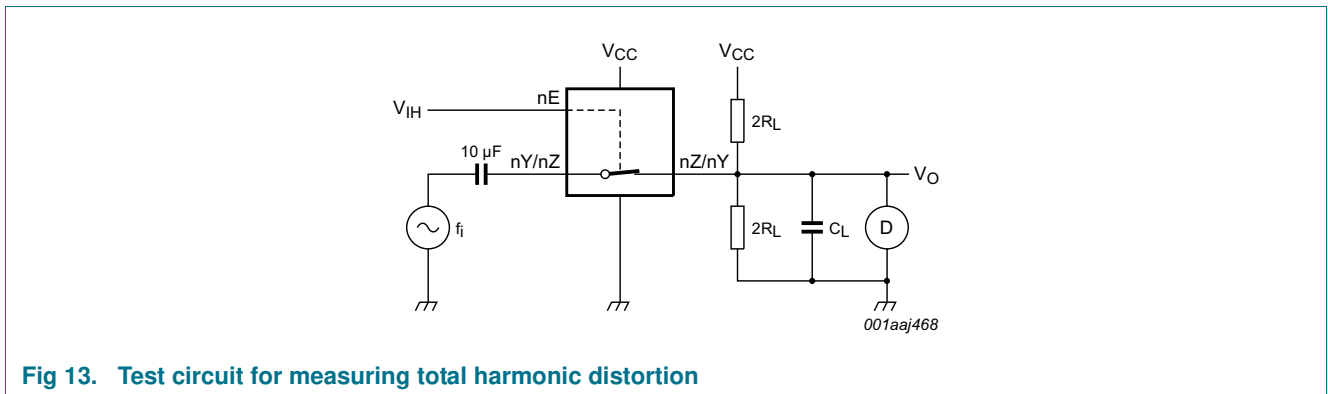 VCC
VCC
nE
VIH
2RL
10 µF
nY/nZ
nZ/nY
VO
fi
2RL
CL
D
001aaj468
Fig 13. Test circuit for measuring total harmonic distortion